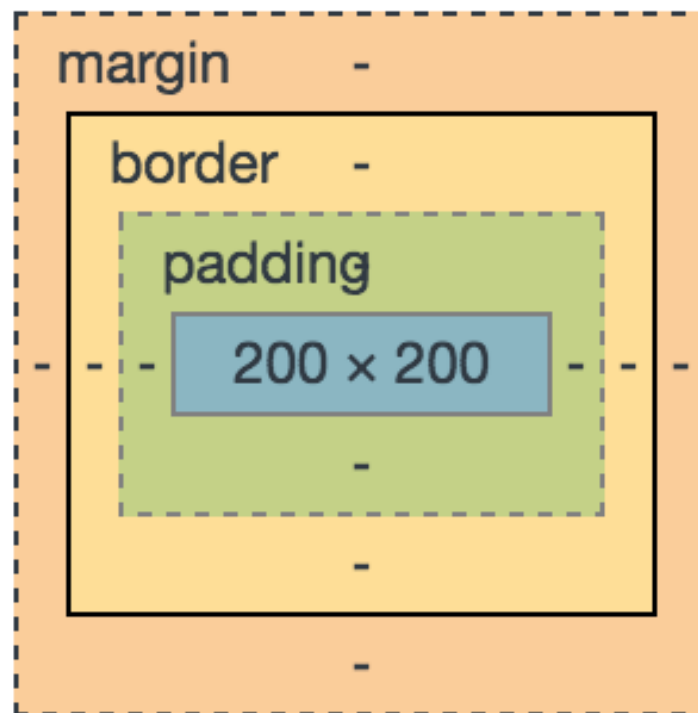 margin -
border -
padding -
- - - 200 × 200 - - -
-
-
-